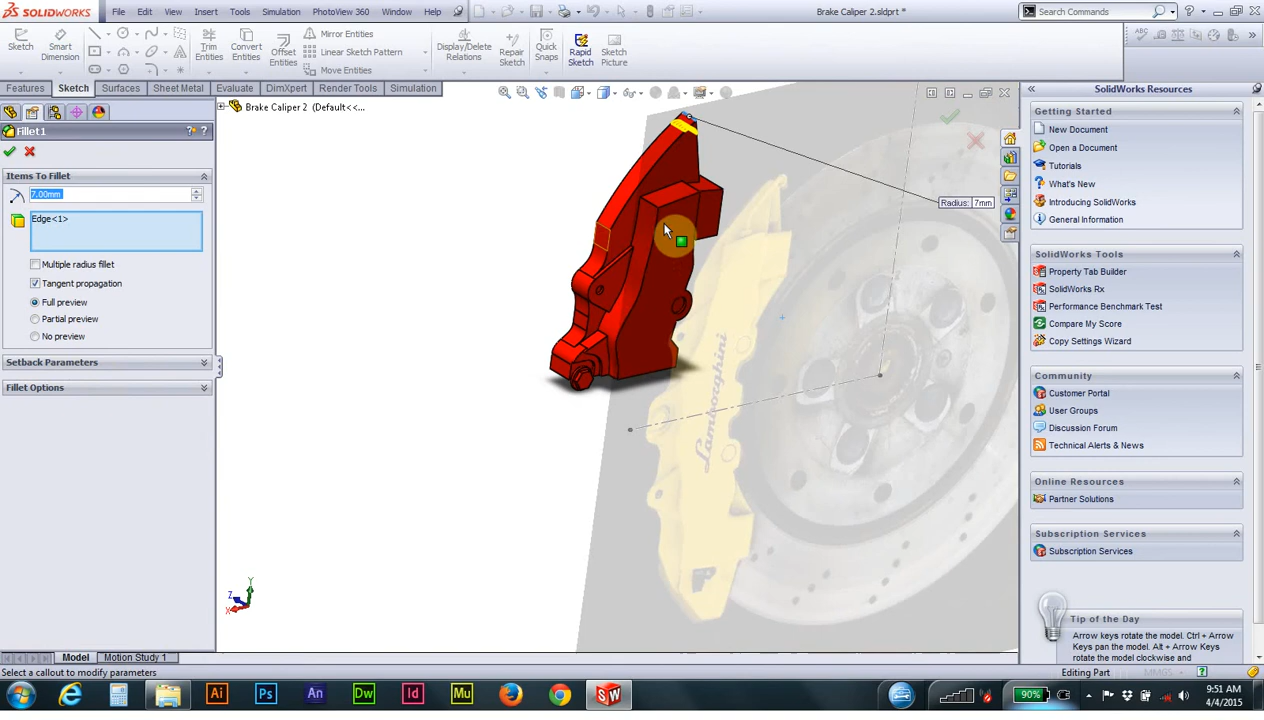 SOLIDWORKS File Edit View Insert Tools Simulation PhotoView 360 Window Help Brake Caliper 2.sldprt * Search Commands
Sketch
Smart Dimension
Trim Entities
Convert Entities
Offset Entities
Mirror Entities
Linear Sketch Pattern
Move Entities
Display/Delete Relations
Repair Sketch
Quick Snaps
Rapid Sketch
Sketch Picture
Features Sketch Surfaces Sheet Metal Evaluate DimXpert Render Tools Simulation
Brake Caliper 2 (Default<<...
Fillet1
Items To Fillet
7.00mm
Edge<1>
Multiple radius fillet
Tangent propagation
Full preview
Partial preview
No preview
Setback Parameters
Fillet Options
Radius: 7mm
Lamborghini
Y
Z
X
SolidWorks Resources
Getting Started
New Document
Open a Document
Tutorials
What's New
Introducing SolidWorks
General Information
SolidWorks Tools
Property Tab Builder
SolidWorks Rx
Performance Benchmark Test
Compare My Score
Copy Settings Wizard
Community
Customer Portal
User Groups
Discussion Forum
Technical Alerts & News
Online Resources
Partner Solutions
Subscription Services
Subscription Services
Tip of the Day
Arrow keys rotate the model. Ctrl + Arrow
Keys pan the model. Alt + Arrow Keys
rotate the model clockwise and
Model Motion Study 1
Select a callout to modify parameters
Editing Part MMGS
Ai Ps An Dw Id Mu SW
90%
9:51 AM
4/4/2015